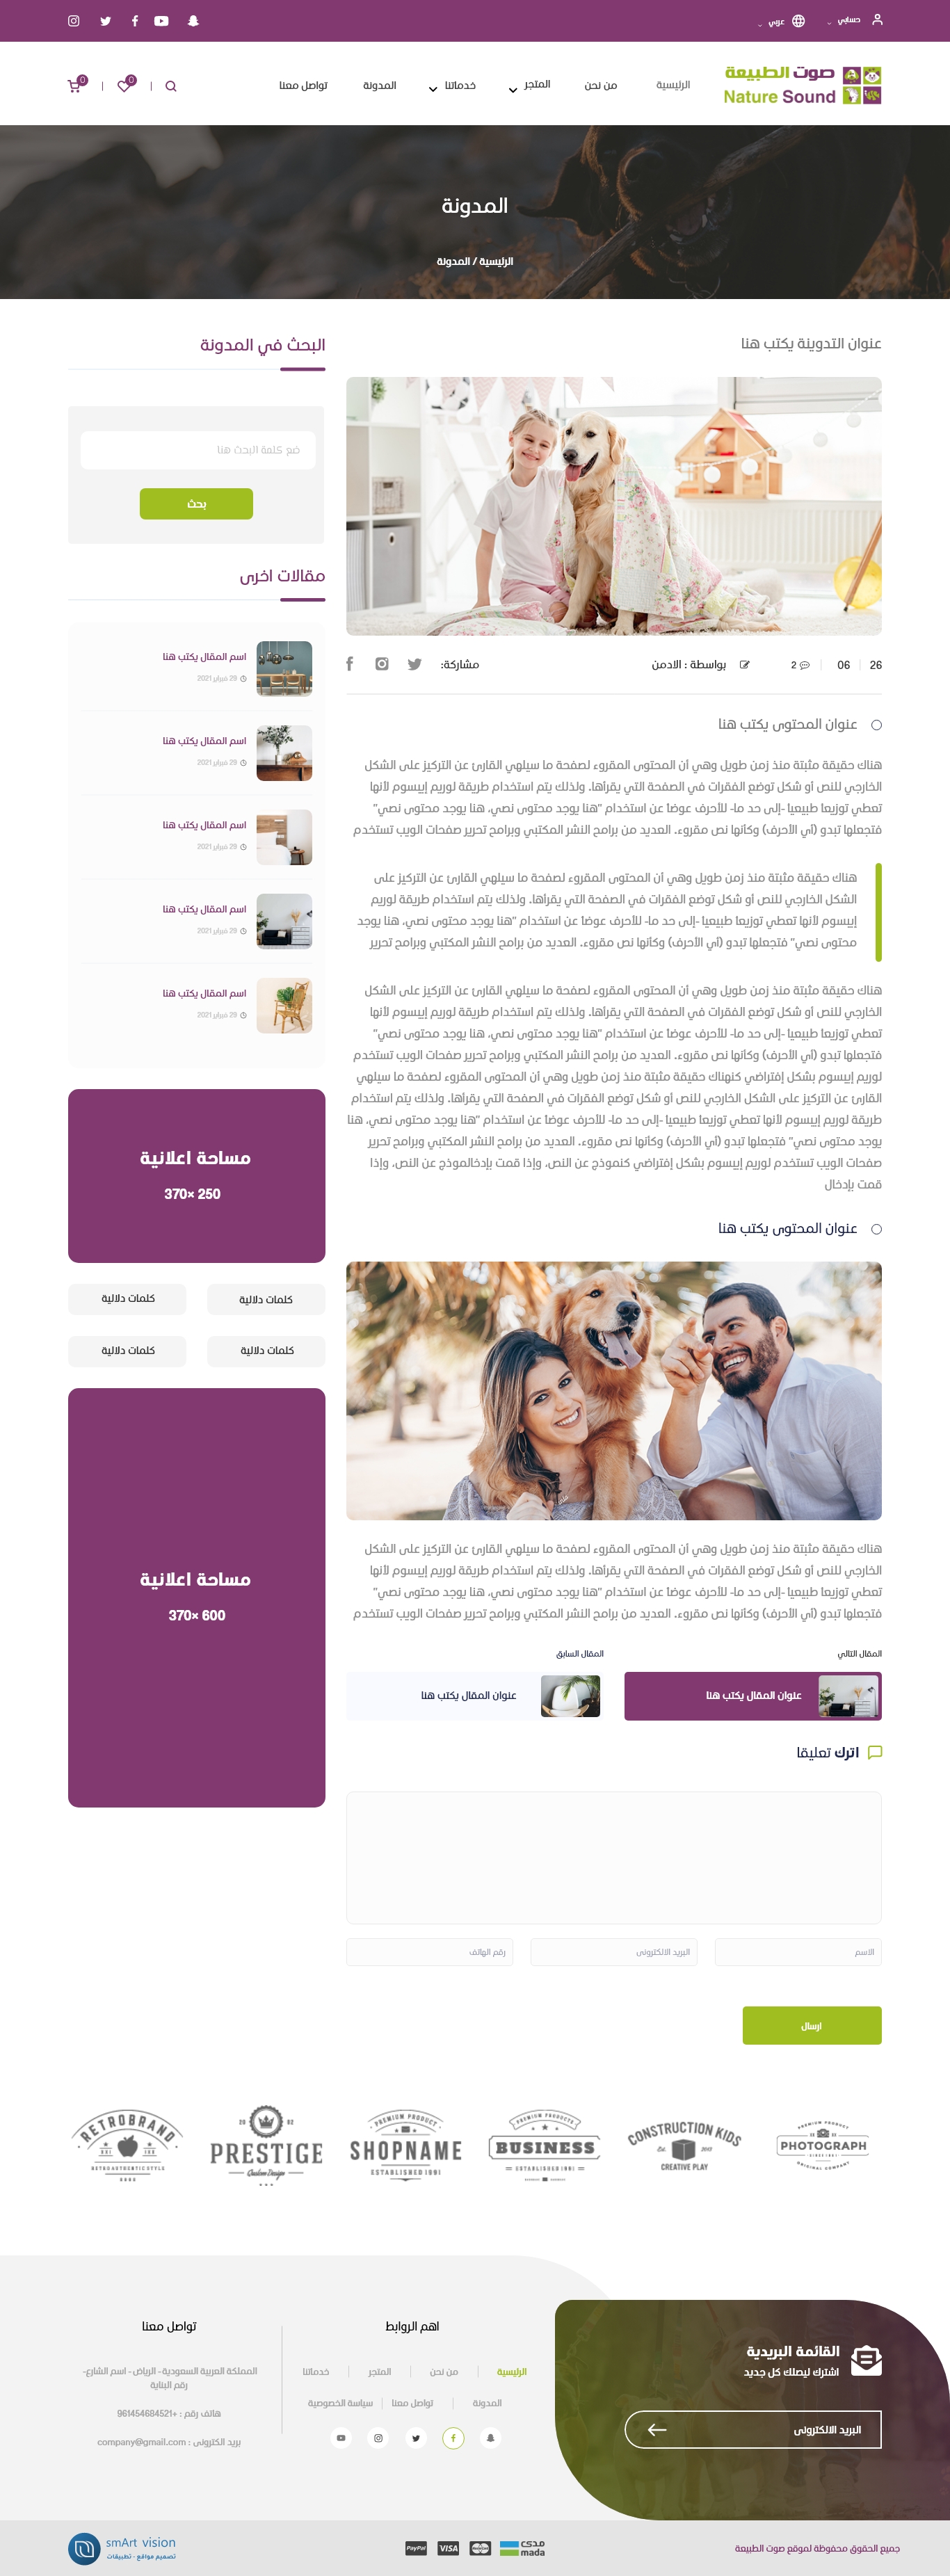 حسابي
عربي
صوت الطبيعة
Nature Sound
الرئيسية
من نحن
المتجر
خدماتنا
المدونة
تواصل معنا
0
0
المدونة
الرئيسية / المدونة
عنوان التدوينة يكتب هنا
26
06
2
بواسطة : الادمن
مشاركة:
عنوان المحتوى يكتب هنا
هناك حقيقة مثبتة منذ زمن طويل وهي أن المحتوى المقروء لصفحة ما سيلهي القارئ عن التركيز على الشكل
الخارجي للنص أو شكل توضع الفقرات في الصفحة التي يقرأها. ولذلك يتم استخدام طريقة لوريم إيبسوم لأنها
تعطي توزيعا طبيعيا -إلى حد ما- للأحرف عوضا عن استخدام "هنا يوجد محتوى نصي، هنا يوجد محتوى نصي"
فتجعلها تبدو (أي الأحرف) وكأنها نص مقروء. العديد من برامح النشر المكتبي وبرامح تحرير صفحات الويب تستخدم
هناك حقيقة مثبتة منذ زمن طويل وهي أن المحتوى المقروء لصفحة ما سيلهي القارئ عن التركيز على
الشكل الخارجي للنص أو شكل توضع الفقرات في الصفحة التي يقرأها. ولذلك يتم استخدام طريقة لوريم
إيبسوم لأنها تعطي توزيعا طبيعيا -إلى حد ما- للأحرف عوضا عن استخدام "هنا يوجد محتوى نصي، هنا يوجد
محتوى نصي" فتجعلها تبدو (أي الأحرف) وكأنها نص مقروء. العديد من برامح النشر المكتبي وبرامح تحرير
هناك حقيقة مثبتة منذ زمن طويل وهي أن المحتوى المقروء لصفحة ما سيلهي القارئ عن التركيز على الشكل
الخارجي للنص أو شكل توضع الفقرات في الصفحة التي يقرأها. ولذلك يتم استخدام طريقة لوريم إيبسوم لأنها
تعطي توزيعا طبيعيا -إلى حد ما- للأحرف عوضا عن استخدام "هنا يوجد محتوى نصي، هنا يوجد محتوى نصي"
فتجعلها تبدو (أي الأحرف) وكأنها نص مقروء. العديد من برامح النشر المكتبي وبرامح تحرير صفحات الويب تستخدم
لوريم إيبسوم بشكل إفتراضي كنهناك حقيقة مثبتة منذ زمن طويل وهي أن المحتوى المقروء لصفحة ما سيلهي
القارئ عن التركيز على الشكل الخارجي للنص أو شكل توضع الفقرات في الصفحة التي يقرأها. ولذلك يتم استخدام
طريقة لوريم إيبسوم لأنها تعطي توزيعا طبيعيا -إلى حد ما- للأحرف عوضا عن استخدام "هنا يوجد محتوى نصي، هنا
يوجد محتوى نصي" فتجعلها تبدو (أي الأحرف) وكأنها نص مقروء. العديد من برامح النشر المكتبي وبرامح تحرير
صفحات الويب تستخدم لوريم إيبسوم بشكل إفتراضي كنموذج عن النص، وإذا قمت بإدخالموذج عن النص، وإذا
قمت بإدخال
عنوان المحتوى يكتب هنا
هناك حقيقة مثبتة منذ زمن طويل وهي أن المحتوى المقروء لصفحة ما سيلهي القارئ عن التركيز على الشكل
الخارجي للنص أو شكل توضع الفقرات في الصفحة التي يقرأها. ولذلك يتم استخدام طريقة لوريم إيبسوم لأنها
تعطي توزيعا طبيعيا -إلى حد ما- للأحرف عوضا عن استخدام "هنا يوجد محتوى نصي، هنا يوجد محتوى نصي"
فتجعلها تبدو (أي الأحرف) وكأنها نص مقروء. العديد من برامح النشر المكتبي وبرامح تحرير صفحات الويب تستخدم
المقال التالي
عنوان المقال يكتب هنا
المقال السابق
عنوان المقال يكتب هنا
اترك تعليقا
الاسم
البريد الالكتروني
رقم الهاتف
ارسال
البحث في المدونة
ضع كلمة البحث هنا
بحث
مقالات اخرى
اسم المقال يكتب هنا
29 فبراير 2021
اسم المقال يكتب هنا
29 فبراير 2021
اسم المقال يكتب هنا
29 فبراير 2021
اسم المقال يكتب هنا
29 فبراير 2021
اسم المقال يكتب هنا
29 فبراير 2021
مساحة اعلانية
370× 250
كلمات دلالية
كلمات دلالية
كلمات دلالية
كلمات دلالية
مساحة اعلانية
370× 600
RETROBRAND
RETRO AUTHENTIC STYLE
20 02
PRESTIGE
Custom Design
PREMIUM PRODUCT
SHOPNAME
ESTABLISHED 1991
PREMIUM PRODUCTS
BUSINESS
ESTABLISHED 1991
CONSTRUCTION KIDS
Est.
CREATIVE PLAY
PREMIUM PRODUCT
PHOTOGRAPH
ORIGINAL COMPANY
القائمة البريدية
اشترك ليصلك كل جديد
البريد الالكتروني
اهم الروابط
الرئيسية
من نحن
المتجر
خدماتنا
المدونة
تواصل معنا
سياسة الخصوصية
تواصل معنا
المملكة العربية السعودية - الرياض - اسم الشارع-
رقم البناية
هاتف رقم : +961454684521
بريد الكتروني : company@gmail.com
جميع الحقوق محفوظة لموقع صوت الطبيعة
PayPal
VISA
مدى
mada
smArt vision
تصميم مواقع - تطبيقات